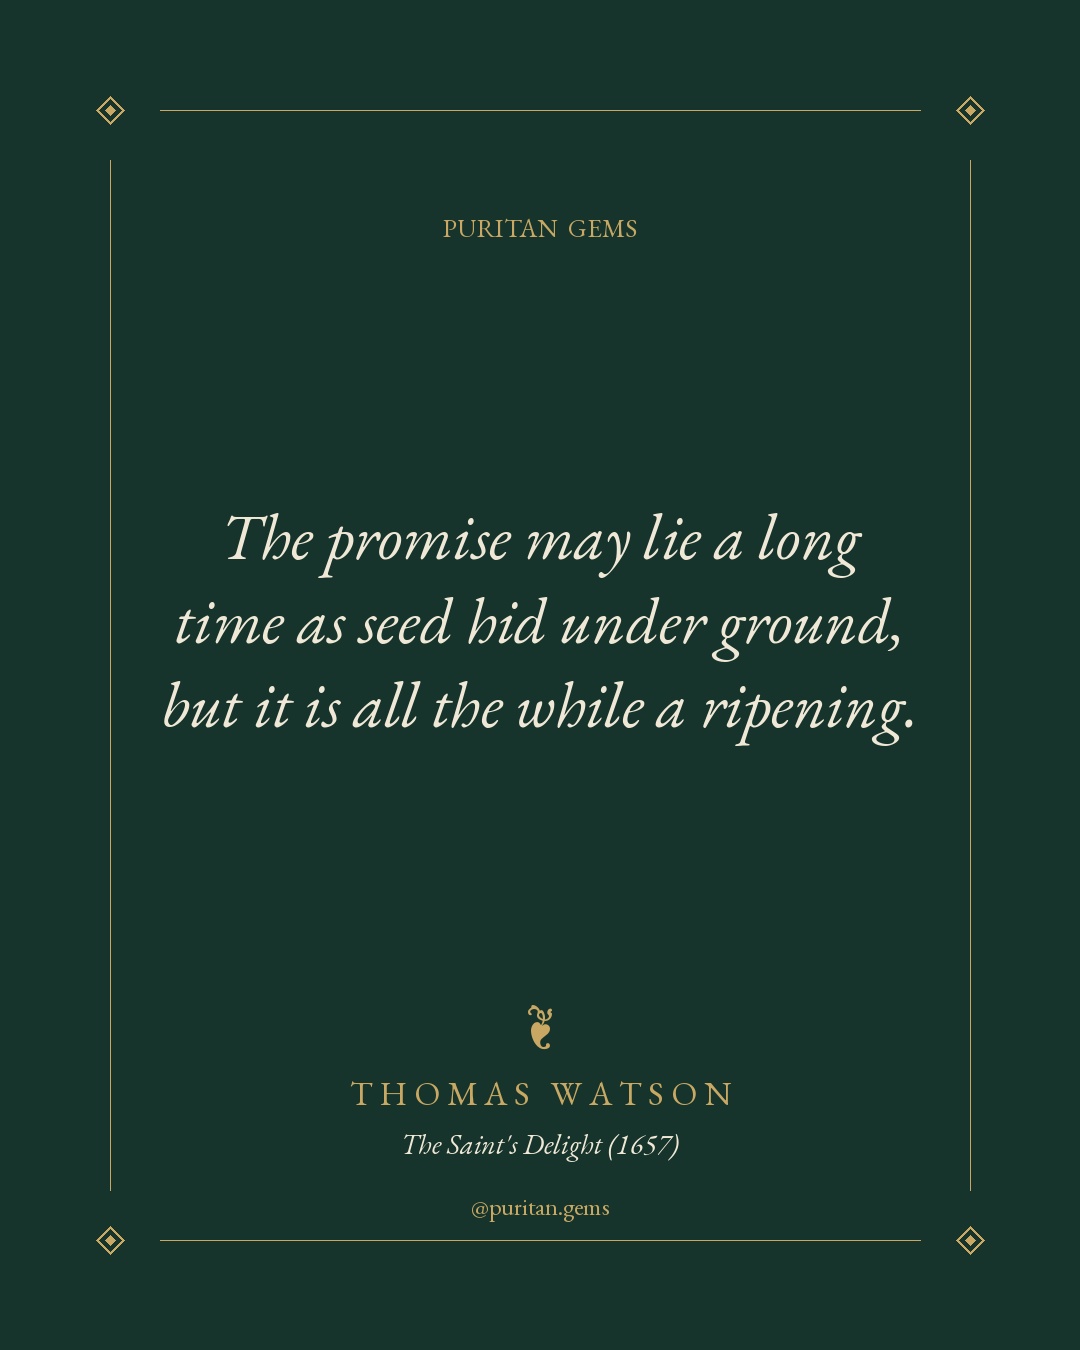 PURITAN GEMS
The promise may lie a long
time as seed hid under ground,
but it is all the while a ripening.
THOMAS WATSON
The Saint's Delight (1657)
@puritan.gems